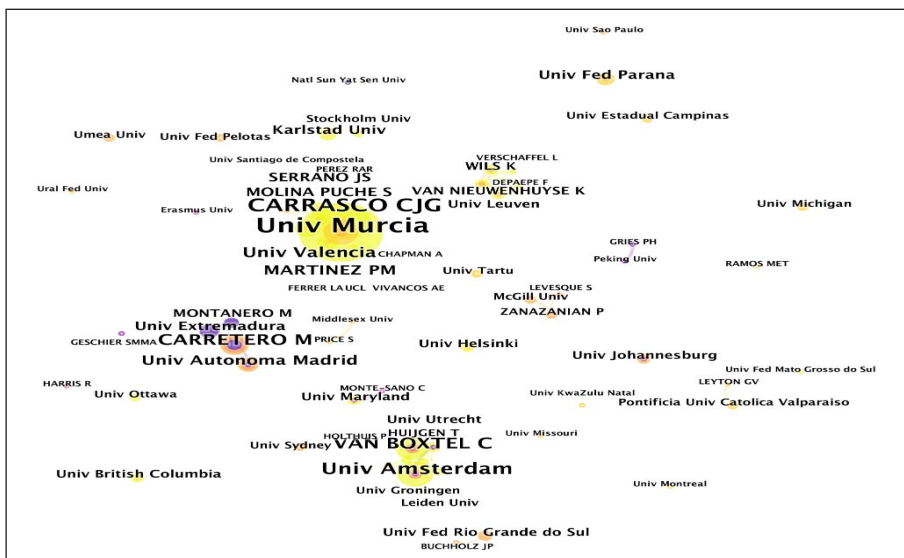 Univ Sao Paulo
Univ Fed Parana
Natl Sun Yat Sen Univ
Univ Estadual Campinas
Stockholm Univ
Karlstad Univ
Umea Univ
Univ Fed Pelotas
Univ Santiago de Compostela
VERSCHAFFEL L
WILS K
PEREZ RAR
SERRANO JS
DEPAEPE F
Ural Fed Univ
MOLINA PUCHE S
VAN NIEUWENHUYSE K
CARRASCO CJG
Univ Leuven
Univ Michigan
Erasmus Univ
Univ Murcia
GRIES PH
Univ Valencia
CHAPMAN A
Peking Univ
RAMOS MET
MARTINEZ PM
Univ Tartu
LEVESQUE S
FERRER LAUCL VIVANCOS AE
McGill Univ
MONTANERO M
ZANAZANIAN P
Middlesex Univ
Univ Extremadura
GESCHIER SMMA
CARRETERO M
PRICE S
Univ Helsinki
Univ Autonoma Madrid
Univ Johannesburg
Univ Fed Mato Grosso do Sul
HARRIS R
MONTE-SANO C
LEYTON GV
Univ Ottawa
Univ Maryland
Univ KwaZulu Natal
Pontificia Univ Catolica Valparaiso
Univ Utrecht
HOLTHUIS P
HUIJGEN T
Univ Missouri
Univ Sydney
VAN BOXTEL C
Univ British Columbia
Univ Amsterdam
Univ Montreal
Univ Groningen
Leiden Univ
Univ Fed Rio Grande do Sul
BUCHHOLZ JP